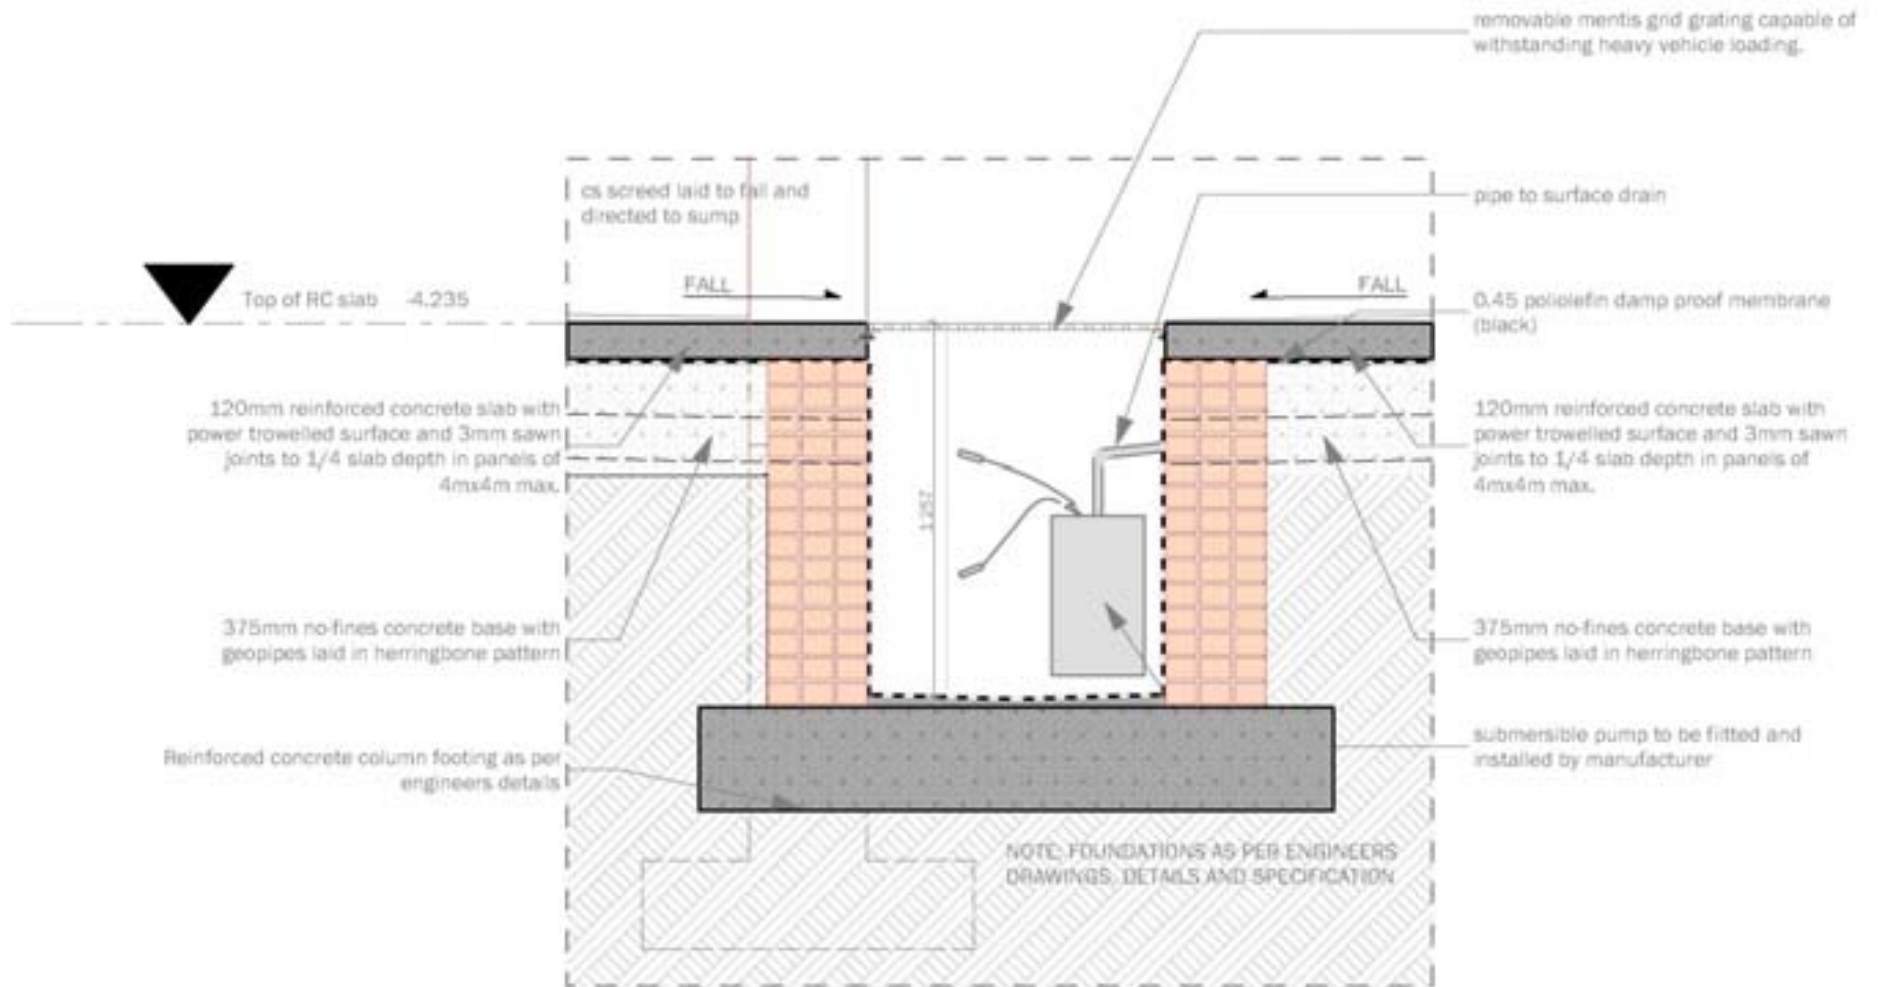 removable mentis grid grating capable of
withstanding heavy vehicle loading.
cs screed laid to fall and
directed to sump
pipe to surface drain
Top of RC slab -4.235
FALL
FALL
0.45 poliolefin damp proof membrane
(black)
120mm reinforced concrete slab with
power trowelled surface and 3mm sawn
joints to 1/4 slab depth in panels of
4mx4m max.
120mm reinforced concrete slab with
power trowelled surface and 3mm sawn
joints to 1/4 slab depth in panels of
4mx4m max.
1 257
375mm no-fines concrete base with
geopipes laid in herringbone pattern
375mm no-fines concrete base with
geopipes laid in herringbone pattern
Reinforced concrete column footing as per
engineers details
submersible pump to be fitted and
installed by manufacturer
NOTE: FOUNDATIONS AS PER ENGINEERS
DRAWINGS, DETAILS AND SPECIFICATION